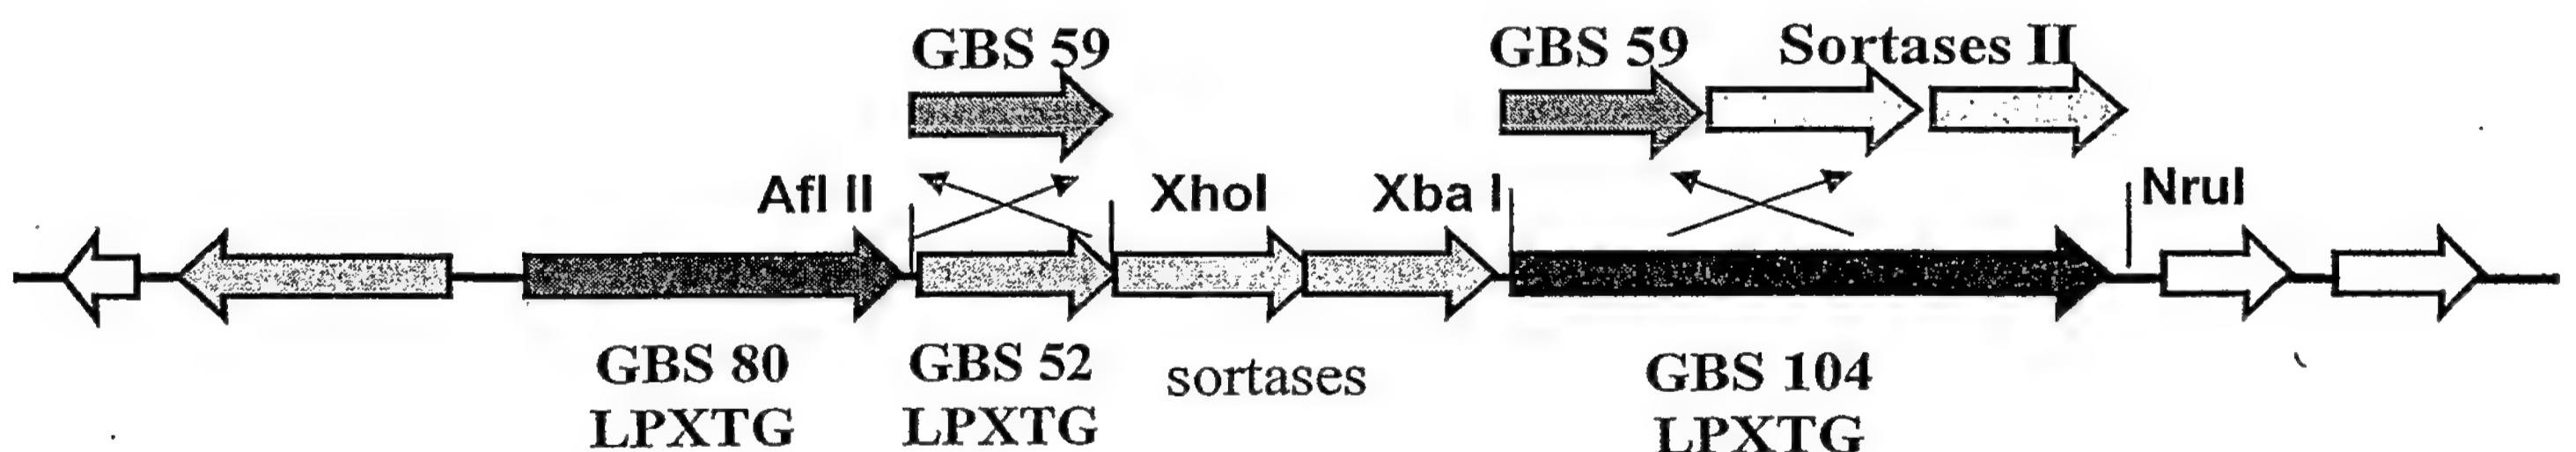 GBS 59
GBS 59 Sortases II
Afl II XhoI Xba I NruI
GBS 80 GBS 52 sortases GBS 104
LPXTG LPXTG LPXTG